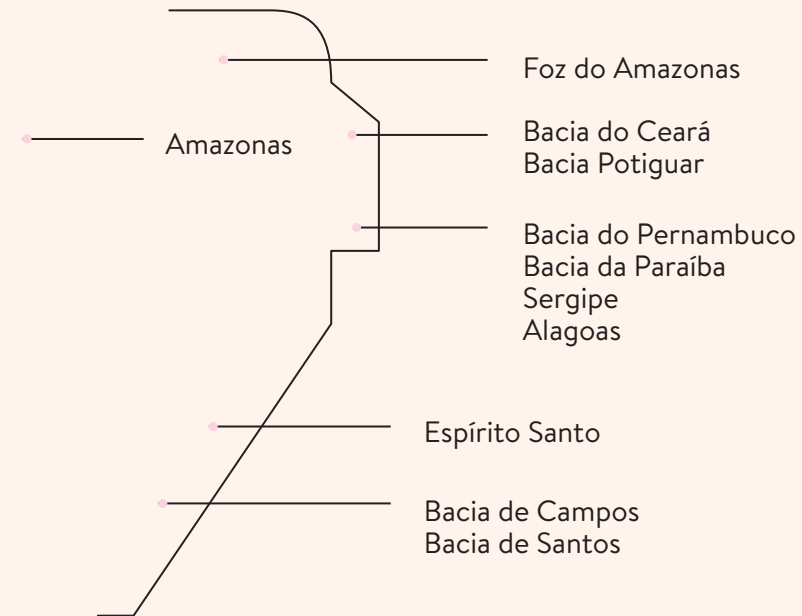 Foz do Amazonas
Amazonas
Bacia do Ceará
Bacia Potiguar
Bacia do Pernambuco
Bacia da Paraíba
Sergipe
Alagoas
Espírito Santo
Bacia de Campos
Bacia de Santos